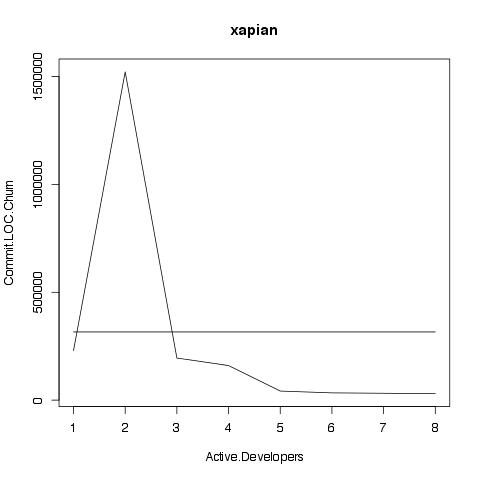 xapian
Commit.LOC.Churn
1500000
1000000
500000
0
1 2 3 4 5 6 7 8
Active.Developers